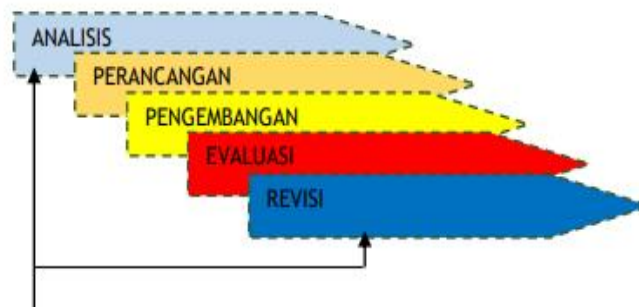 ANALISIS
PERANCANGAN
PENGEMBANGAN
EVALUASI
REVISI